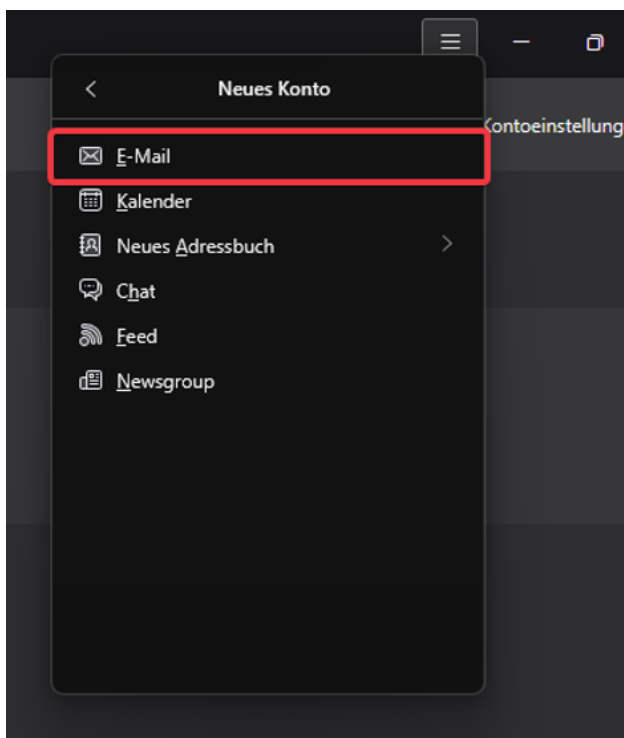 Neues Konto
Kontoeinstellung
E-Mail
Kalender
Neues Adressbuch
Chat
Feed
Newsgroup